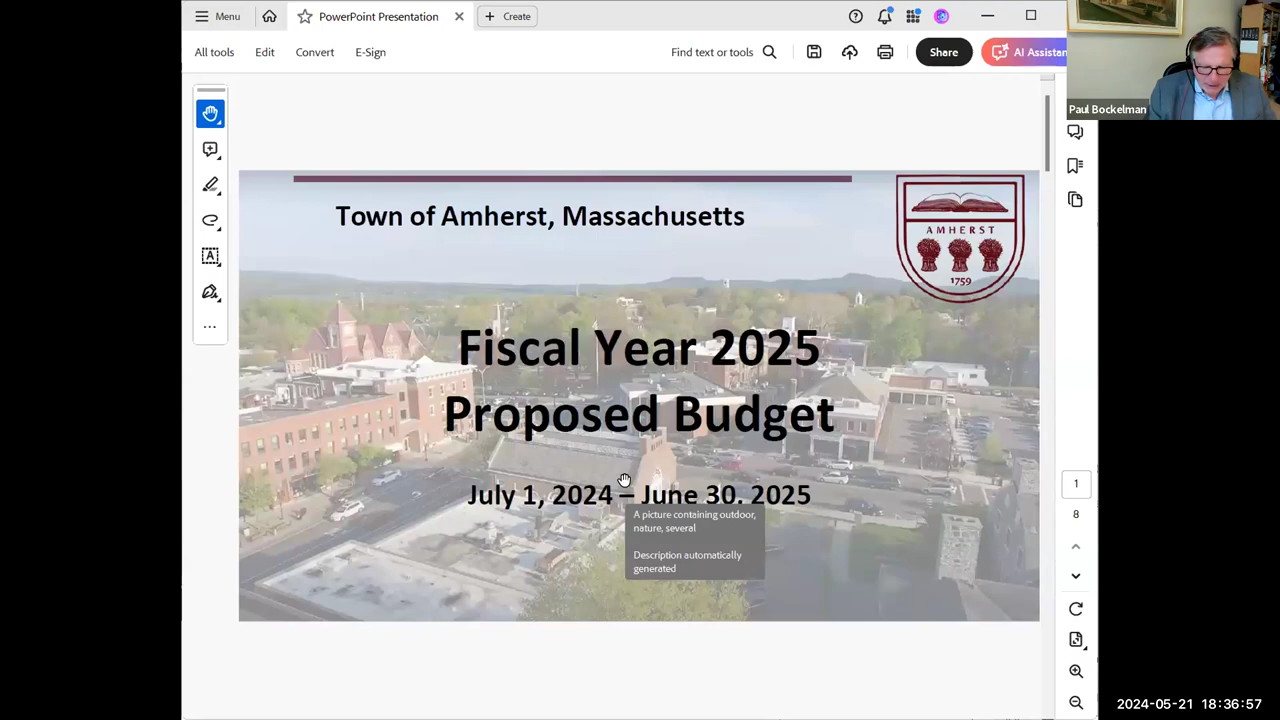 Menu
PowerPoint Presentation
Create
All tools
Edit
Convert
E-Sign
Find text or tools
Share
AI Assistan
Paul Bockelman
Town of Amherst, Massachusetts
AMHERST
1759
Fiscal Year 2025
Proposed Budget
July 1, 2024 – June 30, 2025
A picture containing outdoor,
nature, several
Description automatically
generated
1
8
2024-05-21 18:36:57